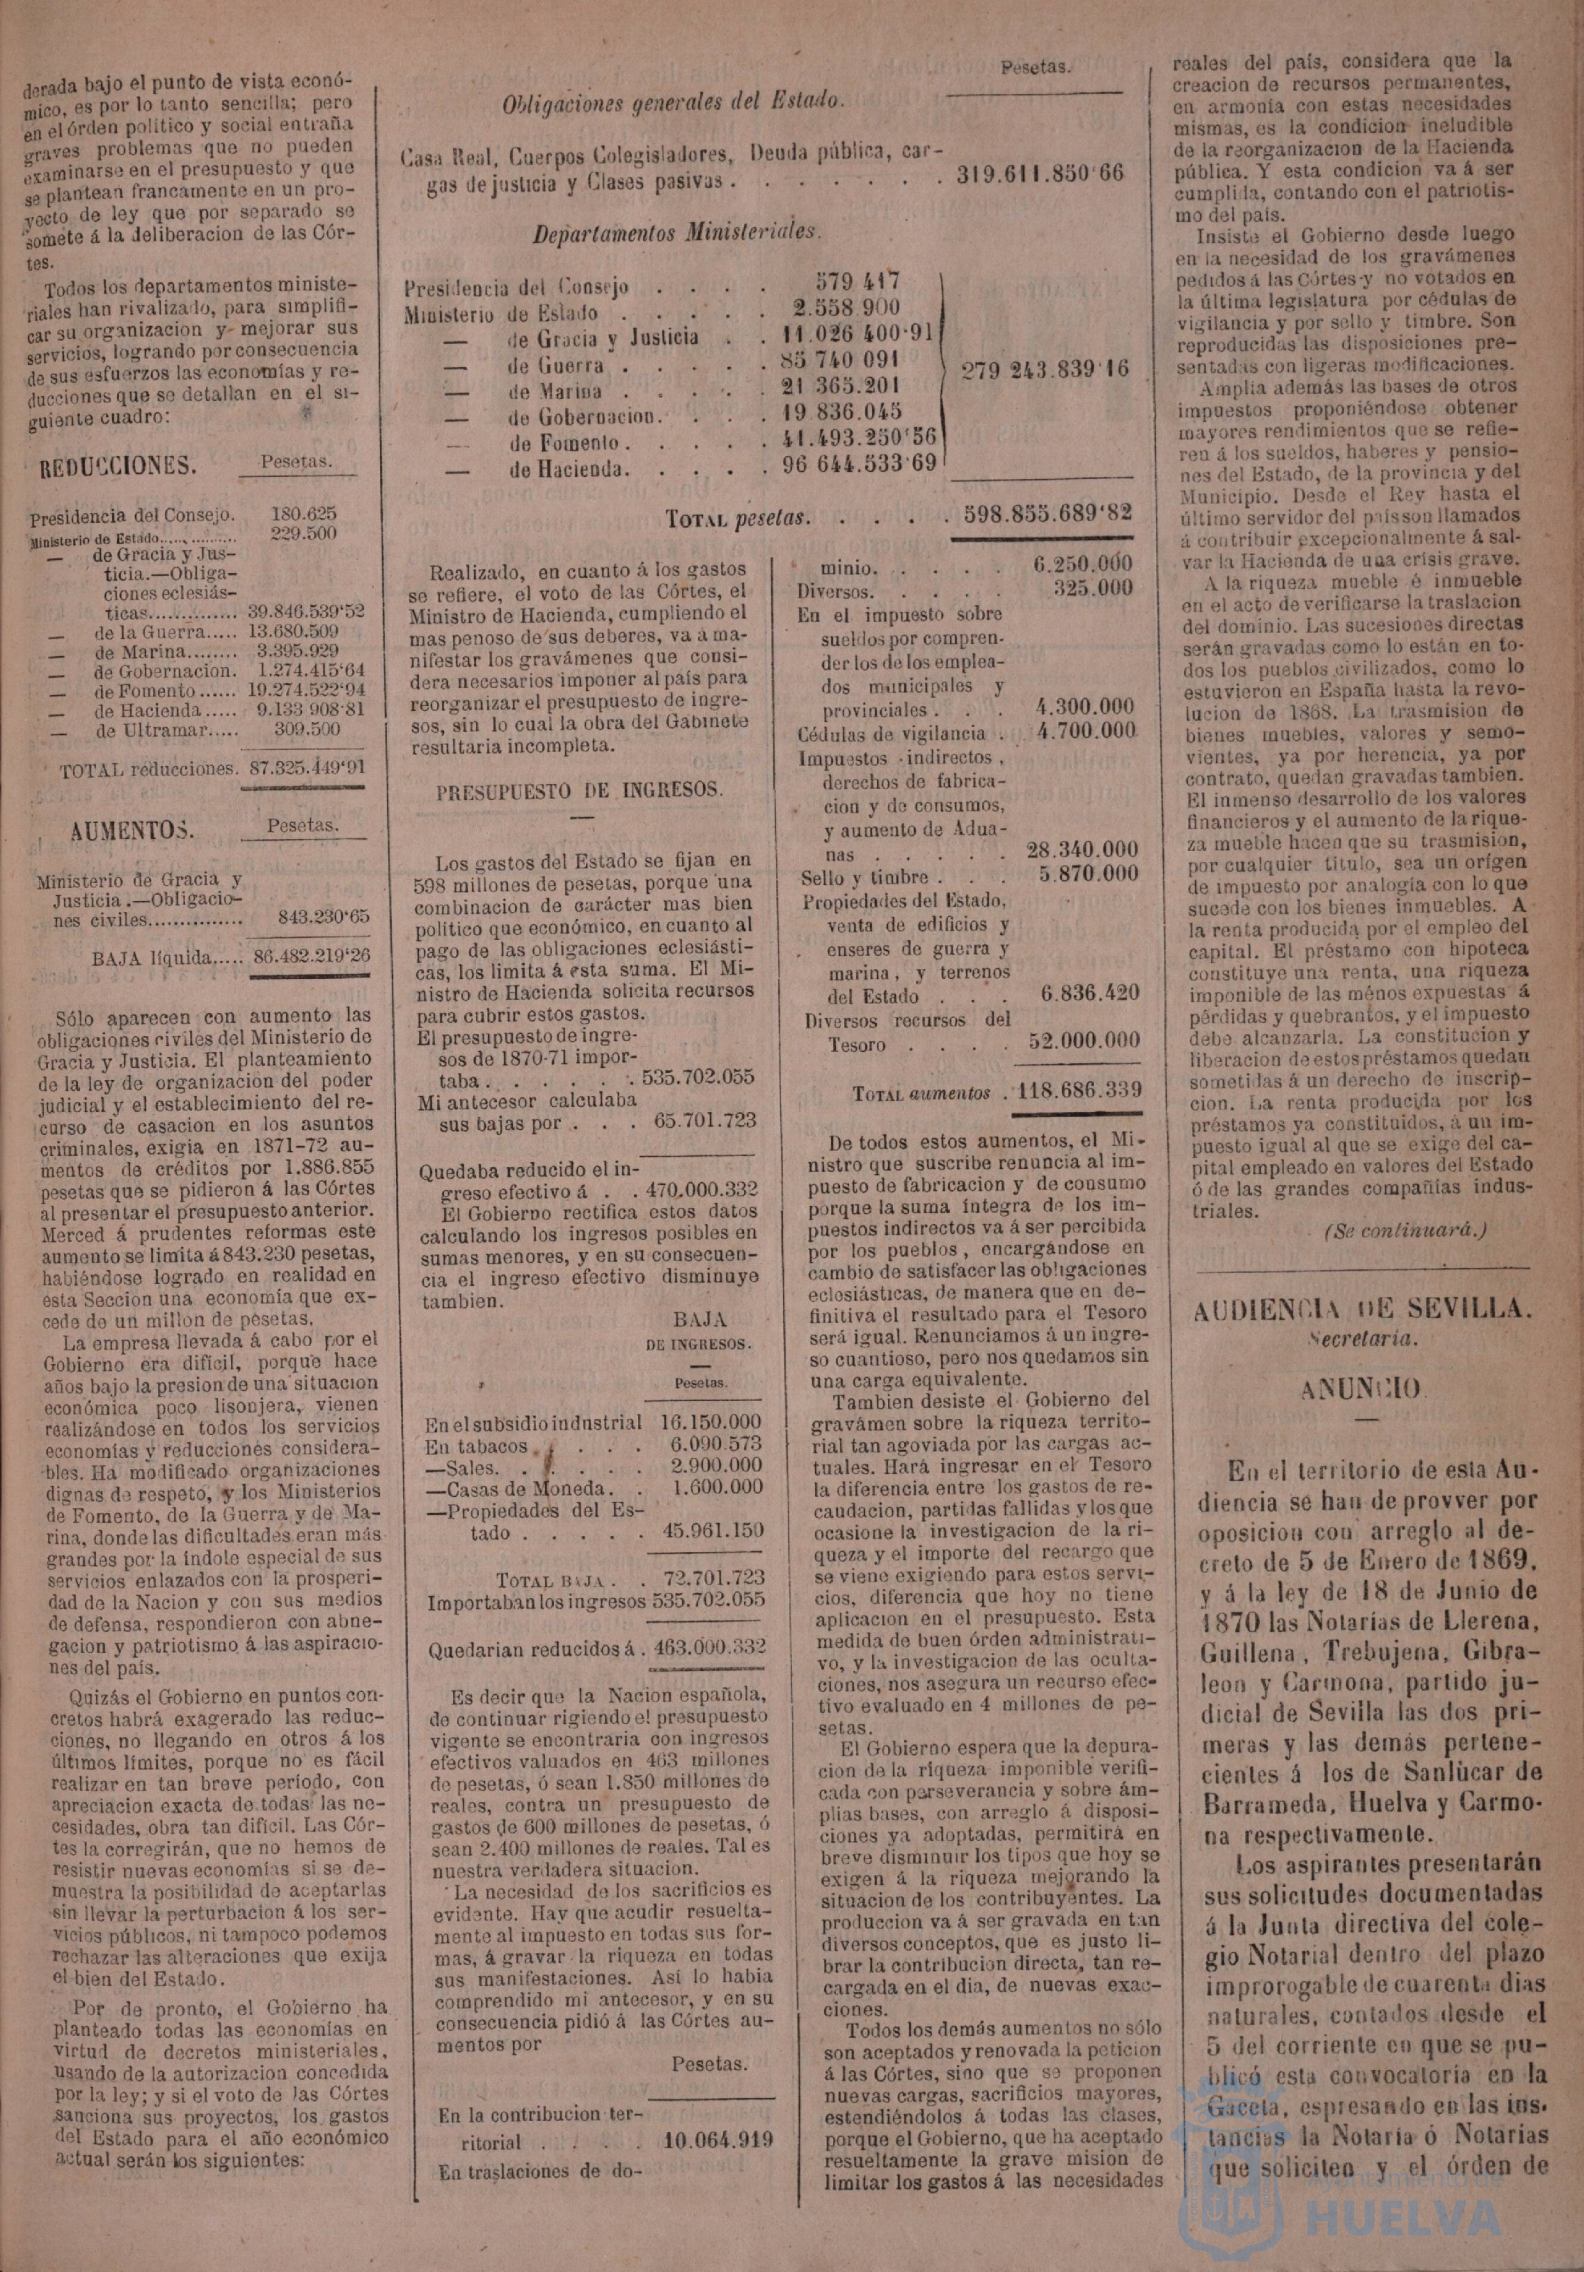 derada bajo el punto de vista econó-
mico, es por lo tanto sencilla; pero
en el órden politico y social entraña
graves problemas que no pueden
examinarse en el presupuesto y que
se plantean francamente en un pro-
yecto de ley que por separado se
somete á la deliberacion de las Cór-
tes.
Todos los departamentos ministe-
riales han rivalizado, para simplifi-
car su organizacion y mejorar sus
servicios, logrando por consecuencia
de sus esfuerzos las economías y re-
ducciones que se detallan en el si-
guiente cuadro:
REDUCCIONES. Pesetas.
Presidencia del Consejo. 180.625
Ministerio de Estado........... 229.500
— de Gracia y Jus-
ticia.—Obliga-
ciones eclesiás-
ticas............ 39.846.539‘52
— de la Guerra..... 13.680.509
— de Marina........ 3.395.929
— de Gobernacion. 1.274.415‘64
— de Fomento...... 19.274.522‘94
— de Hacienda..... 9.133 908‘81
— de Ultramar..... 309.500
TOTAL reducciones. 87.325.449‘91
AUMENTOS. Pesetas.
Ministerio de Gracia y
Justicia.—Obligacio-
nes civiles.............. 843.230‘65
BAJA líquida..... 86.482.219‘26
Sólo aparecen con aumento las
obligaciones civiles del Ministerio de
Gracia y Justicia. El planteamiento
de la ley de organizacion del poder
judicial y el establecimiento del re-
curso de casacion en los asuntos
criminales, exigia en 1871-72 au-
mentos de créditos por 1.886.855
pesetas que se pidieron á las Córtes
al presentar el presupuesto anterior.
Merced á prudentes reformas este
aumento se limita á 843.230 pesetas,
habiéndose logrado en realidad en
ésta Seccion una economía que ex-
cede de un millon de pesetas.
La empresa llevada á cabo por el
Gobierno era dificil, porque hace
años bajo la presion de una situacion
económica poco lisonjera, vienen
realizándose en todos los servicios
economías y reducciones considera-
bles. Ha modificado organizaciones
dignas de respeto, y los Ministerios
de Fomento, de la Guerra y de Ma-
rina, donde las dificultades eran más
grandes por la índole especial de sus
servicios enlazados con la prosperi-
dad de la Nacion y con sus medios
de defensa, respondieron con abne-
gacion y patriotismo á las aspiracio-
nes del país.
Quizás el Gobierno en puntos con-
cretos habrá exagerado las reduc-
ciones, no llegando en otros á los
últimos límites, porque no es fácil
realizar en tan breve período, con
apreciacion exacta de todas las ne-
cesidades, obra tan dificil. Las Cór-
tes la corregirán, que no hemos de
resistir nuevas economías si se de-
muestra la posibilidad de aceptarlas
sin llevar la perturbacion á los ser-
vicios públicos, ni tampoco podemos
rechazar las alteraciones que exija
el bien del Estado.
Por de pronto, el Gobierno ha
planteado todas las economías en
virtud de decretos ministeriales,
usando de la autorizacion concedida
por la ley; y si el voto de las Córtes
sanciona sus proyectos, los gastos
del Estado para el año económico
actual serán los siguientes:
Pesetas.
Obligaciones generales del Estado.
Casa Real, Cuerpos Colegisladores, Deuda pública, car-
gas de justicia y Clases pasivas. . . . . . . 319.611.850‘66
Departamentos Ministeriales.
Presidencia del Consejo . . . . 579 417
Ministerio de Estado . . . . . 2.558.900
— de Gracia y Justicia . . 11.026 400‘91
— de Guerra . . . . . 85 740 091
— de Marina . . . . . 21 365.201
— de Gobernacion. . . . 19.836.045
— de Fomento. . . . . 41.493.250‘56
— de Hacienda. . . . . 96 644.533‘69
279 243.839‘16
TOTAL pesetas. . . . . 598.855.689‘82
Realizado, en cuanto á los gastos
se refiere, el voto de las Córtes, el
Ministro de Hacienda, cumpliendo el
mas penoso de sus deberes, va á ma-
nifestar los gravámenes que consi-
dera necesarios imponer al país para
reorganizar el presupuesto de ingre-
sos, sin lo cual la obra del Gabinete
resultaria incompleta.
PRESUPUESTO DE INGRESOS.
Los gastos del Estado se fijan en
598 millones de pesetas, porque una
combinacion de carácter mas bien
político que económico, en cuanto al
pago de las obligaciones eclesiásti-
cas, los limita á esta suma. El Mi-
nistro de Hacienda solicita recursos
para cubrir estos gastos.
El presupuesto de ingre-
sos de 1870-71 impor-
taba . . . . . . 535.702.055
Mi antecesor calculaba
sus bajas por . . . 65.701.723
Quedaba reducido el in-
greso efectivo á . . 470.000.332
El Gobierno rectifica estos datos
calculando los ingresos posibles en
sumas menores, y en su consecuen-
cia el ingreso efectivo disminuye
tambien.
BAJA
DE INGRESOS.
Pesetas.
En el subsidio industrial 16.150.000
En tabacos . . . . 6.090.573
—Sales. . . . . . 2.900.000
—Casas de Moneda. . 1.600.000
—Propiedades del Es-
tado . . . . . 45.961.150
TOTAL BAJA. . 72.701.723
Importaban los ingresos 535.702.055
Quedarian reducidos á . 463.000.332
Es decir que la Nacion española,
de continuar rigiendo el presupuesto
vigente se encontraria con ingresos
efectivos valuados en 463 millones
de pesetas, ó sean 1.850 millones de
reales, contra un presupuesto de
gastos de 600 millones de pesetas, ó
sean 2.400 millones de reales. Tal es
nuestra verdadera situacion.
La necesidad de los sacrificios es
evidente. Hay que acudir resuelta-
mente al impuesto en todas sus for-
mas, á gravar la riqueza en todas
sus manifestaciones. Así lo habia
comprendido mi antecesor, y en su
consecuencia pidió á las Córtes au-
mentos por
Pesetas.
En la contribucion ter-
ritorial . . . . 10.064.919
En traslaciones de do-
minio. . . . . . 6.250.000
Diversos. . . . . 325.000
En el impuesto sobre
sueldos por compren-
der los de los emplea-
dos municipales y
provinciales . . . 4.300.000
Cédulas de vigilancia . . 4.700.000
Impuestos indirectos,
derechos de fabrica-
cion y de consumos,
y aumento de Adua-
nas . . . . . . 28.340.000
Sello y timbre . . . 5.870.000
Propiedades del Estado,
venta de edificios y
enseres de guerra y
marina, y terrenos
del Estado . . . 6.836.420
Diversos recursos del
Tesoro . . . . 52.000.000
TOTAL aumentos . 118.686.339
De todos estos aumentos, el Mi-
nistro que suscribe renuncia al im-
puesto de fabricacion y de consumo
porque la suma íntegra de los im-
puestos indirectos va á ser percibida
por los pueblos, encargándose en
cambio de satisfacer las obligaciones
eclesiásticas, de manera que en de-
finitiva el resultado para el Tesoro
será igual. Renunciamos á un ingre-
so cuantioso, pero nos quedamos sin
una carga equivalente.
Tambien desiste el Gobierno del
gravámen sobre la riqueza territo-
rial tan agoviada por las cargas ac-
tuales. Hará ingresar en el Tesoro
la diferencia entre los gastos de re-
caudacion, partidas fallidas y los que
ocasione la investigacion de la ri-
queza y el importe del recargo que
se viene exigiendo para estos servi-
cios, diferencia que hoy no tiene
aplicacion en el presupuesto. Esta
medida de buen órden administrati-
vo, y la investigacion de las oculta-
ciones, nos asegura un recurso efec-
tivo evaluado en 4 millones de pe-
setas.
El Gobierno espera que la depura-
cion de la riqueza imponible verifi-
cada con perseverancia y sobre ám-
plias bases, con arreglo á disposi-
ciones ya adoptadas, permitirá en
breve disminuir los tipos que hoy se
exigen á la riqueza mejorando la
situacion de los contribuyentes. La
produccion va á ser gravada en tan
diversos conceptos, que es justo li-
brar la contribucion directa, tan re-
cargada en el dia, de nuevas exac-
ciones.
Todos los demás aumentos no sólo
son aceptados y renovada la peticion
á las Córtes, sino que se proponen
nuevas cargas, sacrificios mayores,
estendiéndolos á todas las clases,
porque el Gobierno, que ha aceptado
resueltamente la grave mision de
limitar los gastos á las necesidades
reales del país, considera que la
creacion de recursos permanentes,
en armonía con estas necesidades
mismas, es la condicion ineludible
de la reorganizacion de la Hacienda
pública. Y esta condicion va á ser
cumplida, contando con el patriotis-
mo del país.
Insiste el Gobierno desde luego
en la necesidad de los gravámenes
pedidos á las Córtes y no votados en
la última legislatura por cédulas de
vigilancia y por sello y timbre. Son
reproducidas las disposiciones pre-
sentadas con ligeras modificaciones.
Amplia además las bases de otros
impuestos proponiéndose obtener
mayores rendimientos que se refie-
ren á los sueldos, haberes y pensio-
nes del Estado, de la provincia y del
Municipio. Desde el Rey hasta el
último servidor del país son llamados
á contribuir excepcionalmente á sal-
var la Hacienda de una crísis grave.
A la riqueza mueble é inmueble
en el acto de verificarse la traslacion
del dominio. Las sucesiones directas
serán gravadas como lo están en to-
dos los pueblos civilizados, como lo
estuvieron en España hasta la revo-
lucion de 1868. La trasmision de
bienes muebles, valores y semo-
vientes, ya por herencia, ya por
contrato, quedan gravadas tambien.
El inmenso desarrollo de los valores
financieros y el aumento de la rique-
za mueble hacen que su trasmision,
por cualquier título, sea un orígen
de impuesto por analogía con lo que
sucede con los bienes inmuebles. A
la renta producida por el empleo del
capital. El préstamo con hipoteca
constituye una renta, una riqueza
imponible de las ménos expuestas á
pérdidas y quebrantos, y el impuesto
debe alcanzarla. La constitucion y
liberacion de estos préstamos quedan
sometidas á un derecho de inscrip-
cion. La renta producida por los
préstamos ya constituidos, á un im-
puesto igual al que se exige del ca-
pital empleado en valores del Estado
ó de las grandes compañías indus-
triales.
(Se continuará.)
AUDIENCIA DE SEVILLA.
Secretaria.
ANUNCIO.
En el territorio de esta Au-
diencia se han de provver por
oposicion con arreglo al de-
creto de 5 de Enero de 1869,
y á la ley de 18 de Junio de
1870 las Notarías de Llerena,
Guillena, Trebujena, Gibra-
leon y Carmona, partido ju-
dicial de Sevilla las dos pri-
meras y las demás pertene-
cientes á los de Sanlúcar de
Barrameda, Huelva y Carmo-
na respectivamente.
Los aspirantes presentarán
sus solicitudes documentadas
á la Junta directiva del cole-
gio Notarial dentro del plazo
improrogable de cuarenta dias
naturales, contados desde el
5 del corriente en que se pu-
blicó esta convocatoria en la
Gaceta, espresando en las ins-
tancias la Notaría ó Notarías
que soliciten y el órden de
HUELVA